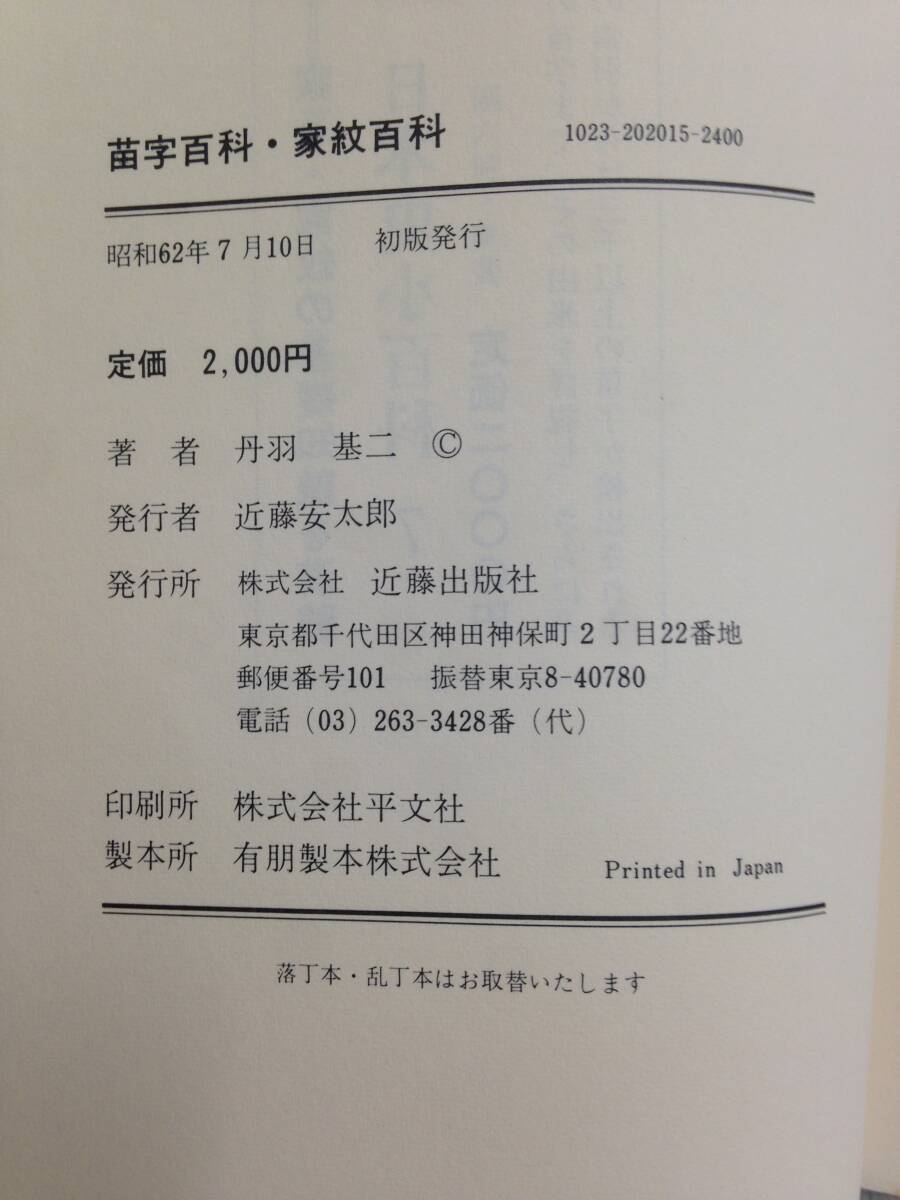 苗字百科・家紋百科 1023-202015-2400
昭和62年7月10日 初版発行
定価 2,000円
著者 丹羽基二 ©
発行者 近藤安太郎
発行所 株式会社 近藤出版社
東京都千代田区神田神保町2丁目22番地
郵便番号101 振替東京8-40780
電話（03）263-3428番（代）
印刷所 株式会社平文社
製本所 有朋製本株式会社 Printed in Japan
落丁本・乱丁本はお取替いたします